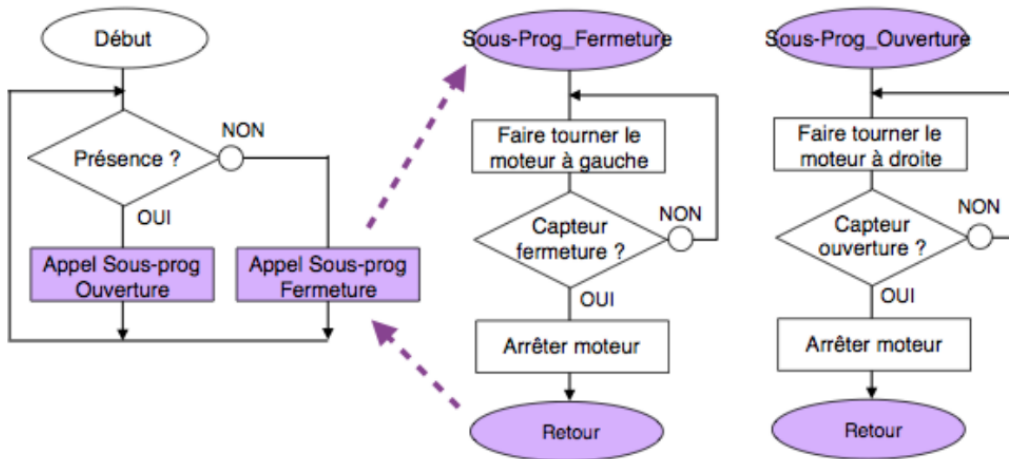 Début
Présence ?
NON
OUI
Appel Sous-prog
Ouverture
Appel Sous-prog
Fermeture
Sous-Prog_Fermeture
Faire tourner le
moteur à gauche
Capteur
fermeture ?
NON
OUI
Arrêter moteur
Retour
Sous-Prog_Ouverture
Faire tourner le
moteur à droite
Capteur
ouverture ?
NON
OUI
Arrêter moteur
Retour